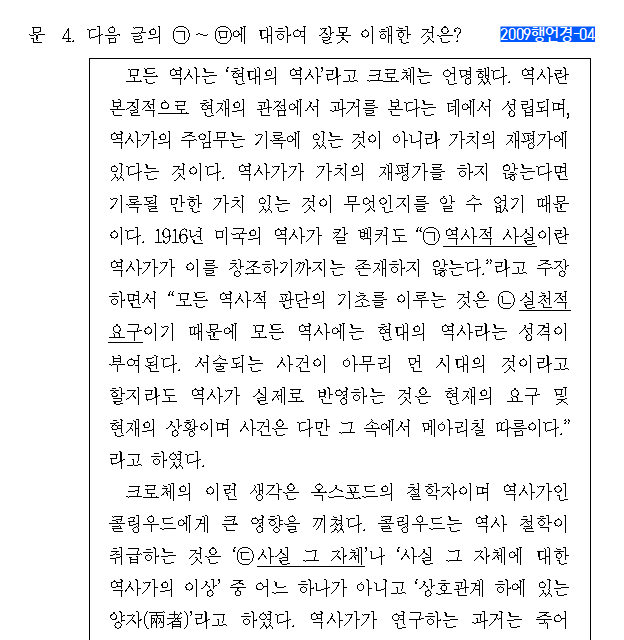 문 4. 다음 글의 ㉠～㉤에 대하여 잘못 이해한 것은? 2009행언경-04
모든 역사는 ‘현대의 역사’라고 크로체는 언명했다. 역사란
본질적으로 현재의 관점에서 과거를 본다는 데에서 성립되며,
역사가의 주임무는 기록에 있는 것이 아니라 가치의 재평가에
있다는 것이다. 역사가가 가치의 재평가를 하지 않는다면
기록될 만한 가치 있는 것이 무엇인지를 알 수 없기 때문
이다. 1916년 미국의 역사가 칼 벡커도 “㉠역사적 사실이란
역사가가 이를 창조하기까지는 존재하지 않는다.”라고 주장
하면서 “모든 역사적 판단의 기초를 이루는 것은 ㉡실천적
요구이기 때문에 모든 역사에는 현대의 역사라는 성격이
부여된다. 서술되는 사건이 아무리 먼 시대의 것이라고
할지라도 역사가 실제로 반영하는 것은 현재의 요구 및
현재의 상황이며 사건은 다만 그 속에서 메아리칠 따름이다.”
라고 하였다.
크로체의 이런 생각은 옥스포드의 철학자이며 역사가인
콜링우드에게 큰 영향을 끼쳤다. 콜링우드는 역사 철학이
취급하는 것은 ‘㉢사실 그 자체’나 ‘사실 그 자체에 대한
역사가의 이상’ 중 어느 하나가 아니고 ‘상호관계 하에 있는
양자(兩者)’라고 하였다. 역사가가 연구하는 과거는 죽어